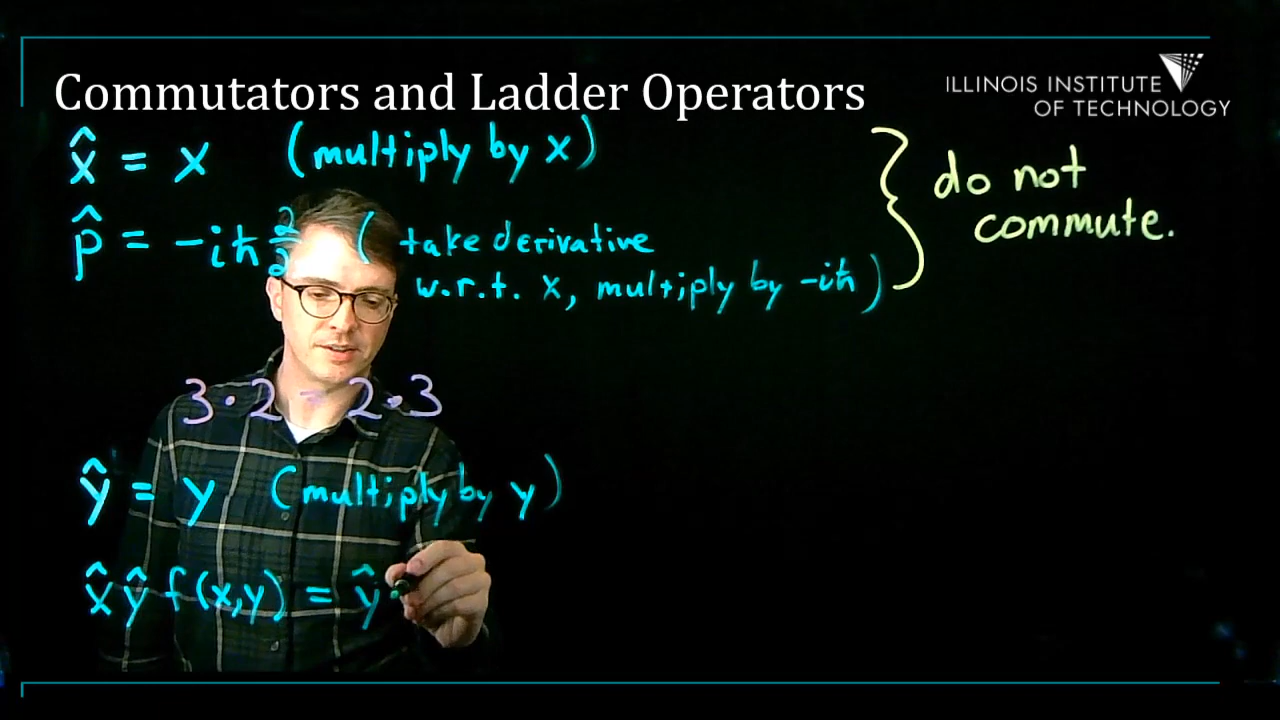 Commutators and Ladder Operators
ILLINOIS INSTITUTE
OF TECHNOLOGY
x̂ = x (multiply by x)
p̂ = -iħ ( take derivative
w.r.t. x, multiply by -iħ )
} do not
commute.
3·2 = 2·3
ŷ = y (multiply by y)
x̂ŷ f(x,y) = ŷ